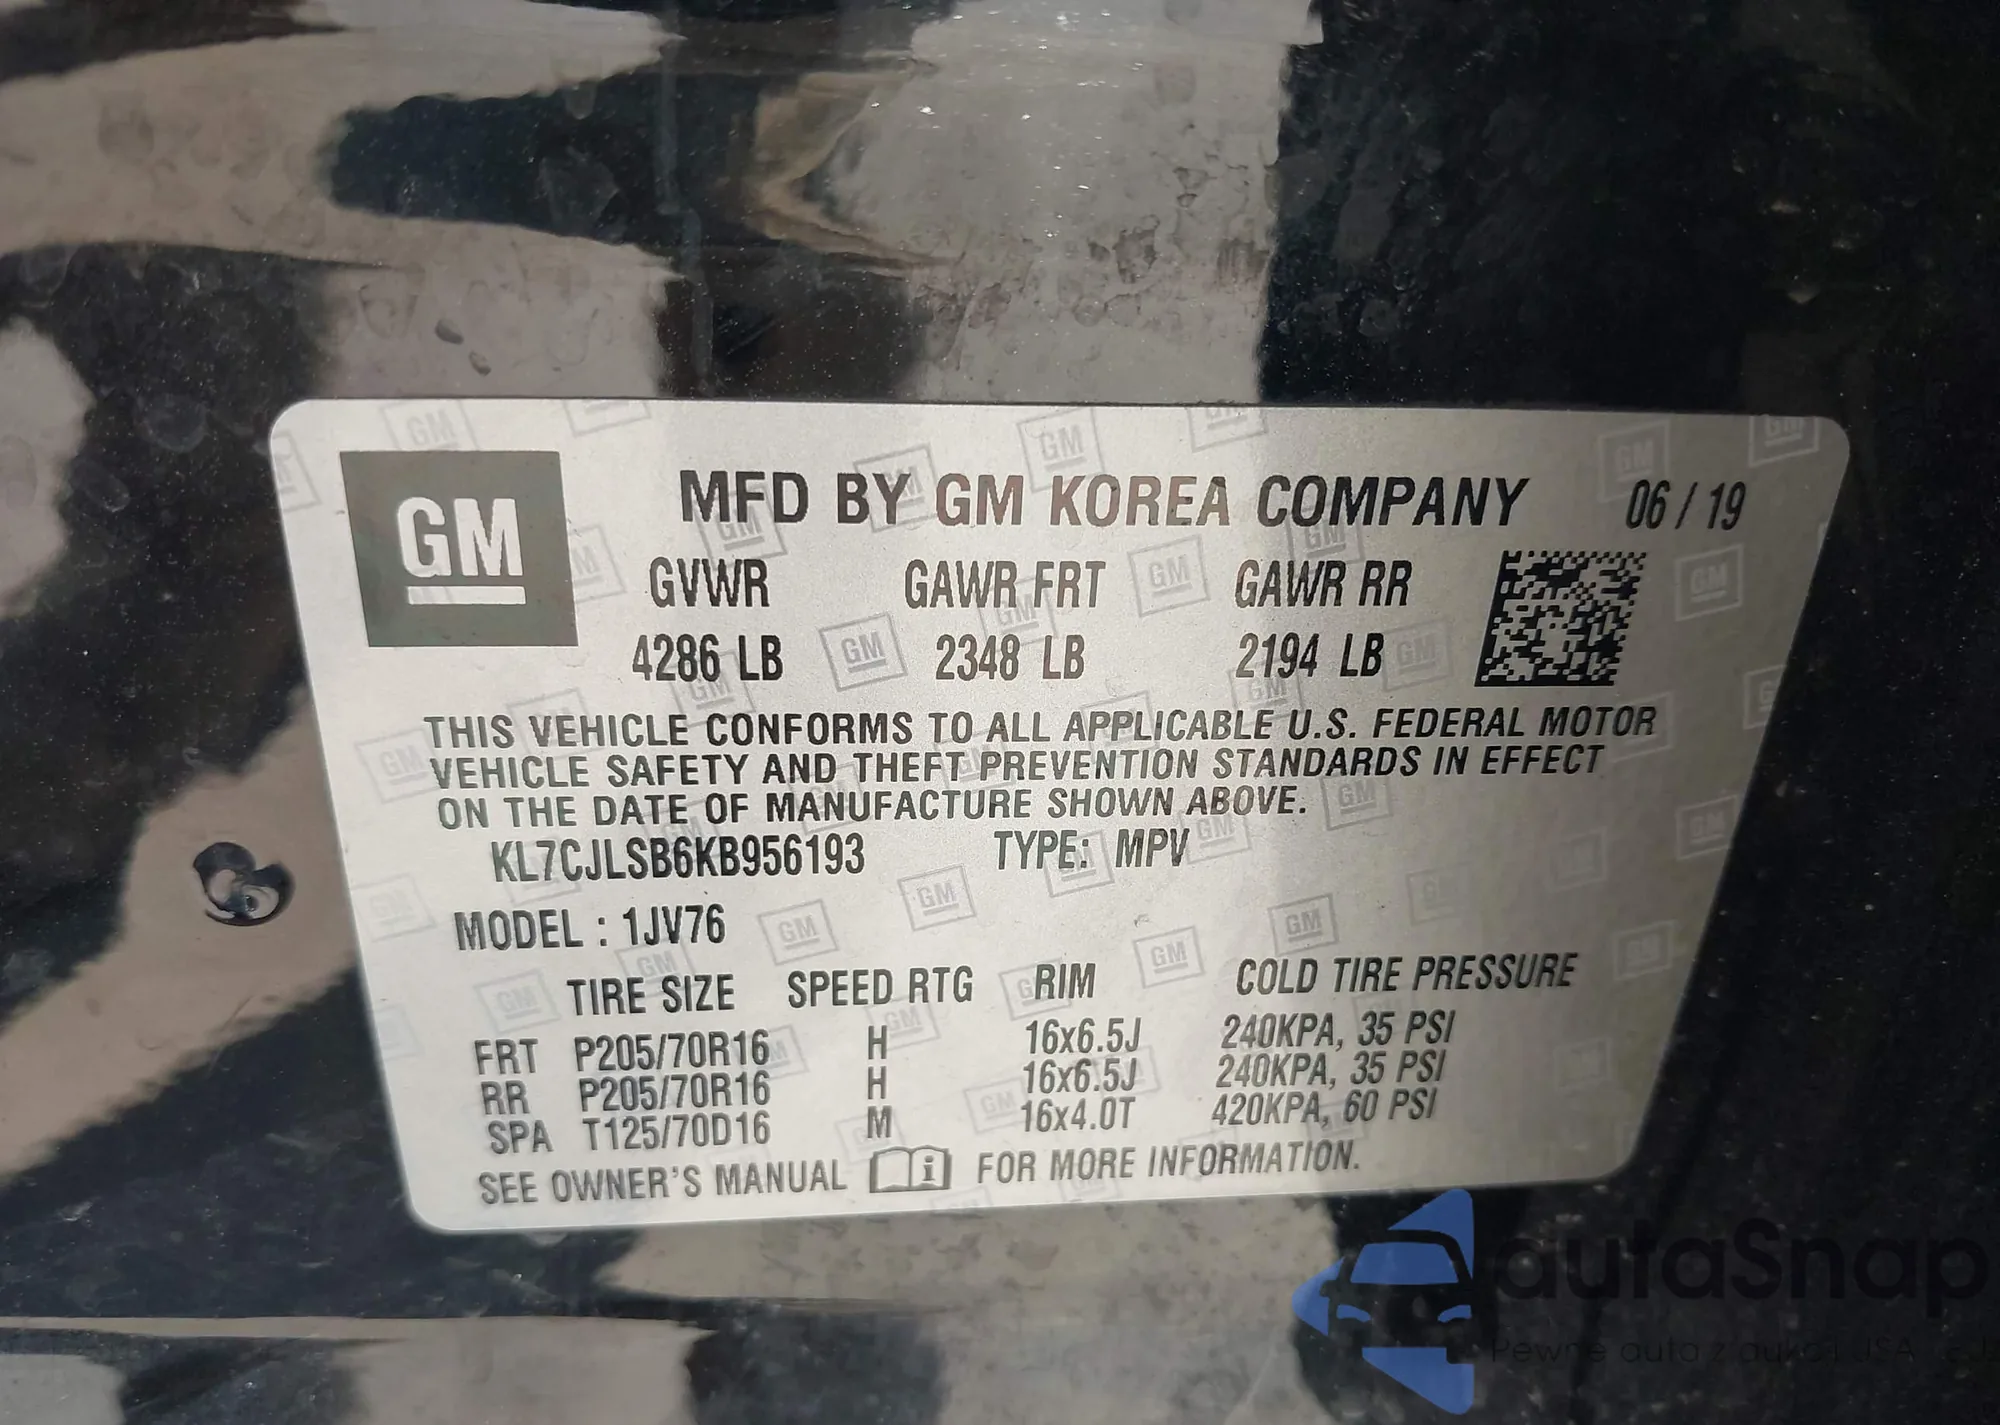 GM
MFD BY GM KOREA COMPANY 06 / 19
GVWR GAWR FRT GAWR RR
4286 LB 2348 LB 2194 LB
THIS VEHICLE CONFORMS TO ALL APPLICABLE U.S. FEDERAL MOTOR
VEHICLE SAFETY AND THEFT PREVENTION STANDARDS IN EFFECT
ON THE DATE OF MANUFACTURE SHOWN ABOVE.
KL7CJLSB6KB956193 TYPE: MPV
MODEL : 1JV76
TIRE SIZE SPEED RTG RIM COLD TIRE PRESSURE
FRT P205/70R16 H 16x6.5J 240KPA, 35 PSI
RR P205/70R16 H 16x6.5J 240KPA, 35 PSI
SPA T125/70D16 M 16x4.0T 420KPA, 60 PSI
SEE OWNER'S MANUAL i FOR MORE INFORMATION.
autaSnap
Pewne auta z aukcji USA